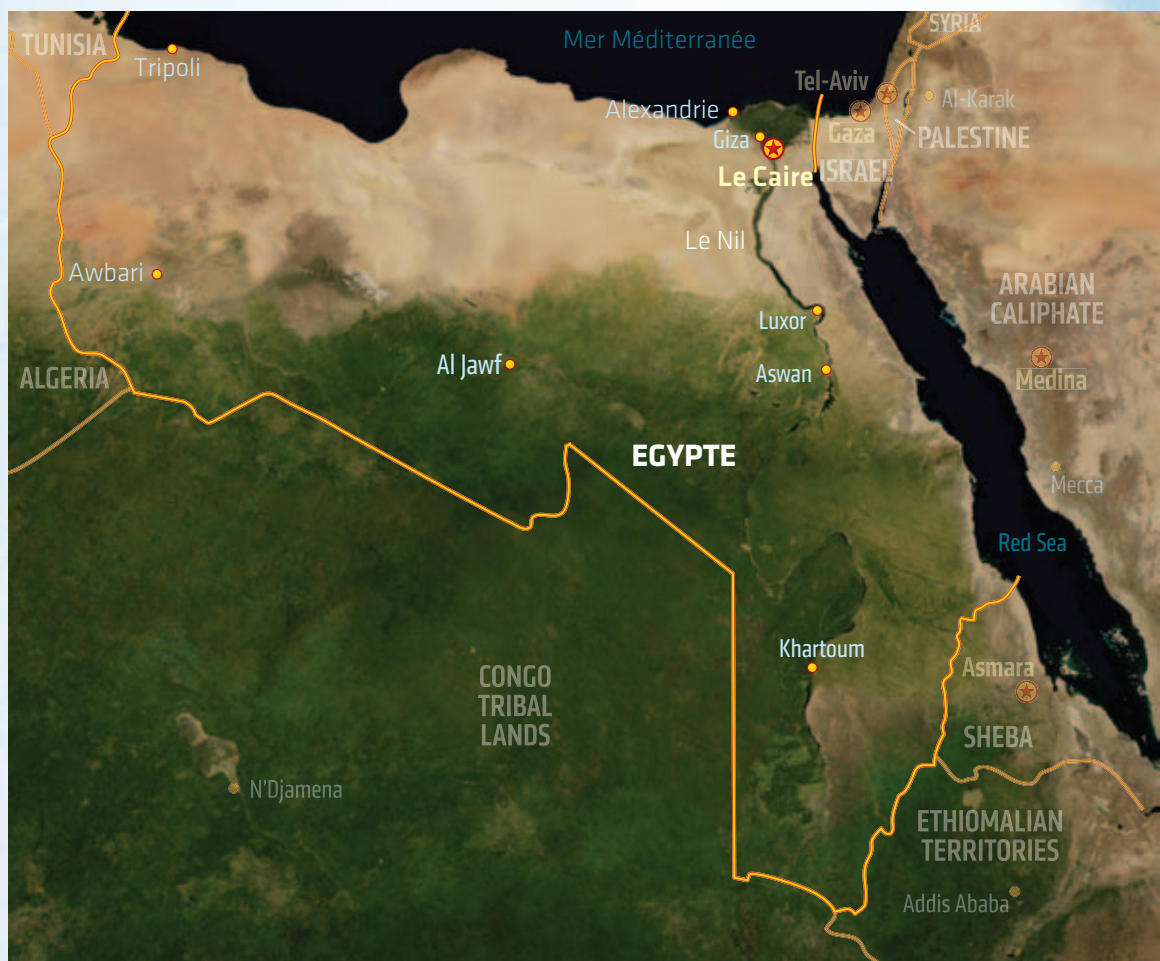 SYRIA
TUNISIA
Mer Méditerranée
Tripoli
Tel-Aviv
Al-Karak
Alexandrie
Gaza
PALESTINE
Giza
Le Caire
ISRAEL
Le Nil
Awbari
ARABIAN
CALIPHATE
Luxor
Al Jawf
Medina
Aswan
ALGERIA
EGYPTE
Mecca
Red Sea
Khartoum
Asmara
CONGO
TRIBAL
LANDS
SHEBA
N'Djamena
ETHIOMALIAN
TERRITORIES
Addis Ababa